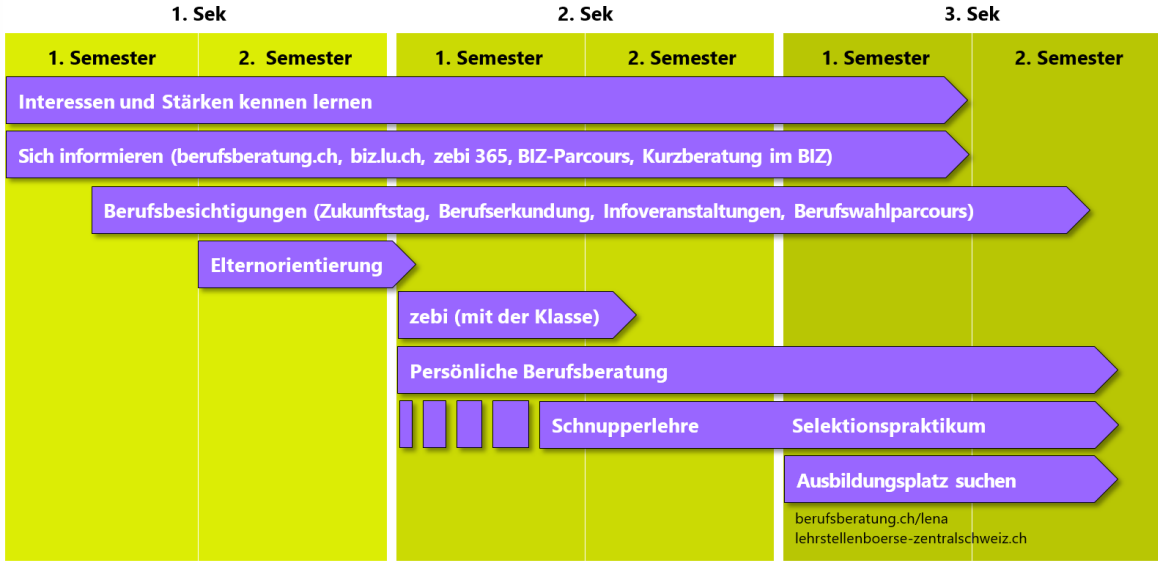 1. Sek
2. Sek
3. Sek
1. Semester
2. Semester
1. Semester
2. Semester
1. Semester
2. Semester
Interessen und Stärken kennen lernen
Sich informieren (berufsberatung.ch, biz.lu.ch, zebi 365, BIZ-Parcours, Kurzberatung im BIZ)
Berufsbesichtigungen (Zukunftstag, Berufserkundung, Infoveranstaltungen, Berufswahlparcours)
Elternorientierung
zebi (mit der Klasse)
Persönliche Berufsberatung
Schnupperlehre
Selektionspraktikum
Ausbildungsplatz suchen
berufsberatung.ch/lena
lehrstellenboerse-zentralschweiz.ch